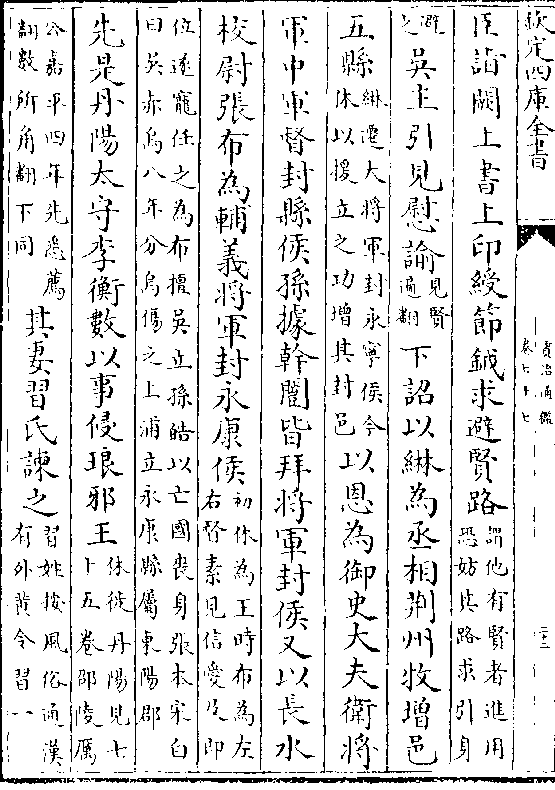 欽定四庫全書
資治通鑑
卷七十七
二十二
臣詣闕上書上印綬節鉞求避賢路謂他有賢者進用恐妨其路求引身
避之吳主引見慰諭見賢遍翻下詔以綝為丞相荆州牧增邑
五縣綝遷大將軍封永寧侯今休以援立之功增其封邑以恩為御史大夫衛將
軍中軍督封縣侯孫據幹闓皆拜將軍封侯又以長水
校尉張布為輔義將軍封永康侯初休為王時布為左右督素見信愛及即
位遂寵任之為布擅吳立孫皓以亡國喪身張本宋白曰吳赤烏八年分烏傷之上浦立永康縣屬東陽郡
先是丹陽太守李衡數以事侵琅邪王休徙丹陽見七十五卷邵陵厲
公嘉平四年先悉薦翻數所角翻下同其妻習氏諫之習姓按風俗通漢有外黄令習一